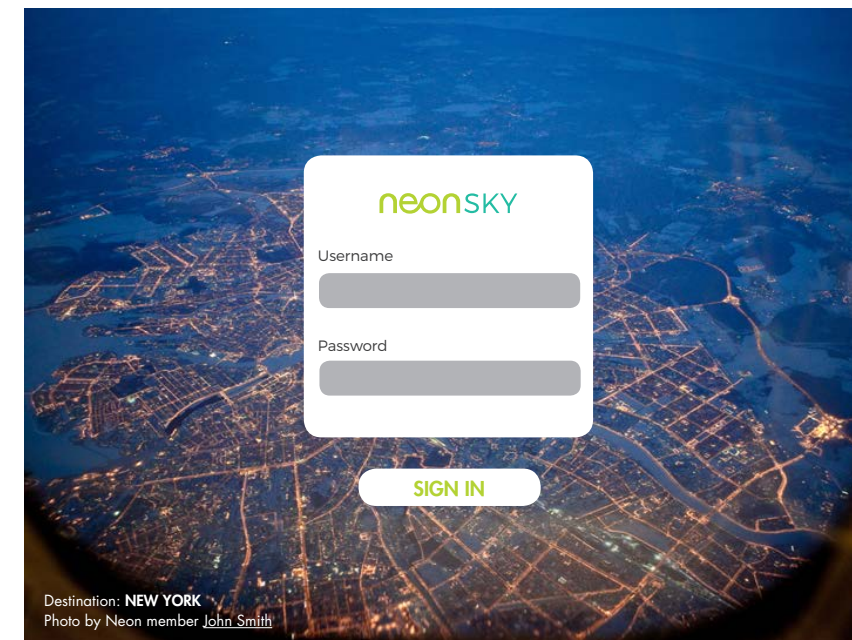 neonSKY
Username
Password
SIGN IN
Destination: NEW YORK
Photo by Neon member John Smith